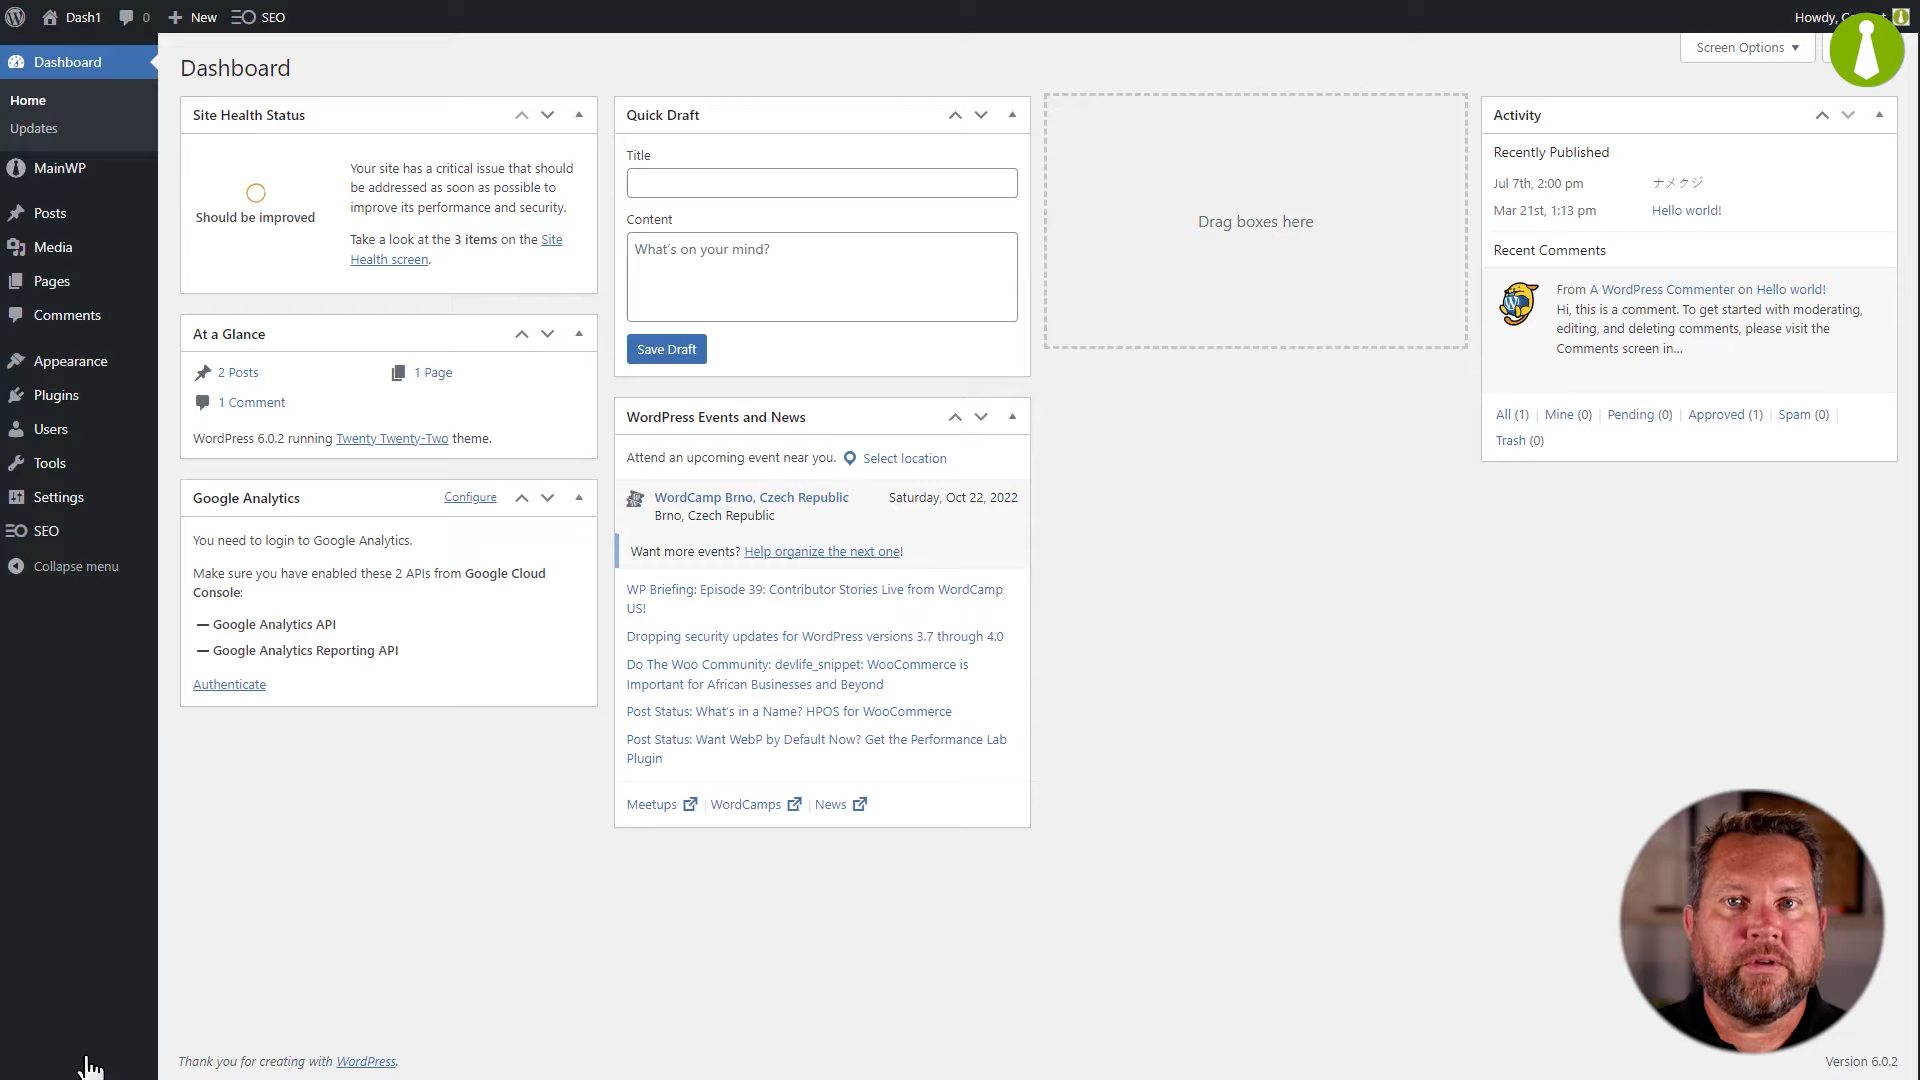 Dash1
0
New
SEO
Howdy,
Screen Options
Dashboard
Home
Updates
MainWP
Posts
Media
Pages
Comments
Appearance
Plugins
Users
Tools
Settings
SEO
Collapse menu
Dashboard
Site Health Status
Should be improved
Your site has a critical issue that should
be addressed as soon as possible to
improve its performance and security.
Take a look at the 3 items on the Site
Health screen.
At a Glance
2 Posts
1 Page
1 Comment
WordPress 6.0.2 running Twenty Twenty-Two theme.
Google Analytics
Configure
You need to login to Google Analytics.
Make sure you have enabled these 2 APIs from Google Cloud
Console:
— Google Analytics API
— Google Analytics Reporting API
Authenticate
Quick Draft
Title
Content
What's on your mind?
Save Draft
WordPress Events and News
Attend an upcoming event near you. Select location
WordCamp Brno, Czech Republic
Saturday, Oct 22, 2022
Brno, Czech Republic
Want more events? Help organize the next one!
WP Briefing: Episode 39: Contributor Stories Live from WordCamp
US!
Dropping security updates for WordPress versions 3.7 through 4.0
Do The Woo Community: devlife_snippet: WooCommerce is
Important for African Businesses and Beyond
Post Status: What's in a Name? HPOS for WooCommerce
Post Status: Want WebP by Default Now? Get the Performance Lab
Plugin
Meetups | WordCamps | News
Drag boxes here
Activity
Recently Published
Jul 7th, 2:00 pm ナメクジ
Mar 21st, 1:13 pm Hello world!
Recent Comments
From A WordPress Commenter on Hello world!
Hi, this is a comment. To get started with moderating,
editing, and deleting comments, please visit the
Comments screen in…
All (1) | Mine (0) | Pending (0) | Approved (1) | Spam (0) |
Trash (0)
Thank you for creating with WordPress.
Version 6.0.2